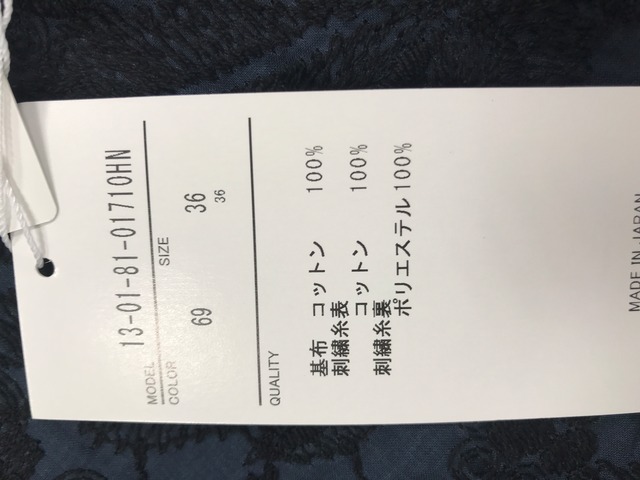 MODEL 13-01-81-01710HN
COLOR SIZE
69 36
36
QUALITY
基布 コットン 100%
刺繍糸表
コットン 100%
刺繍糸裏
ポリエステル100%
MADE IN JAPAN